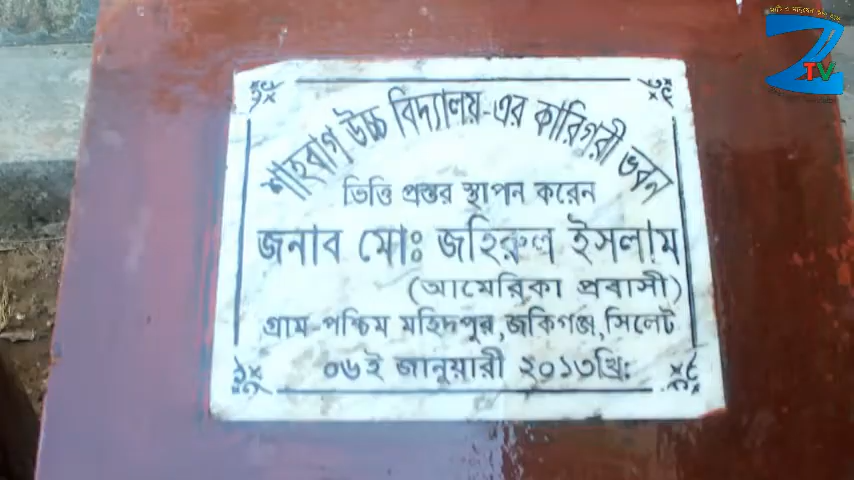 শাহবাগ উচ্চ বিদ্যালয়-এর কারিগরী ভবন
ভিত্তি প্রস্তর স্থাপন করেন
জনাব মোঃ জহিরুল ইসলাম
(আমেরিকা প্রবাসী)
গ্রাম-পশ্চিম মহিদপুর, জকিগঞ্জ, সিলেট
০৬ই জানুয়ারী ২০১৩খ্রি:
Z TV